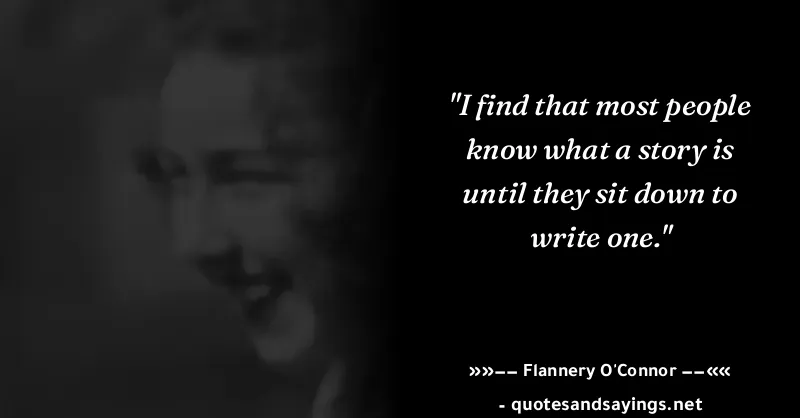 "I find that most people
know what a story is
until they sit down to
write one."
»»−− Flannery O'Connor −−««
- quotesandsayings.net